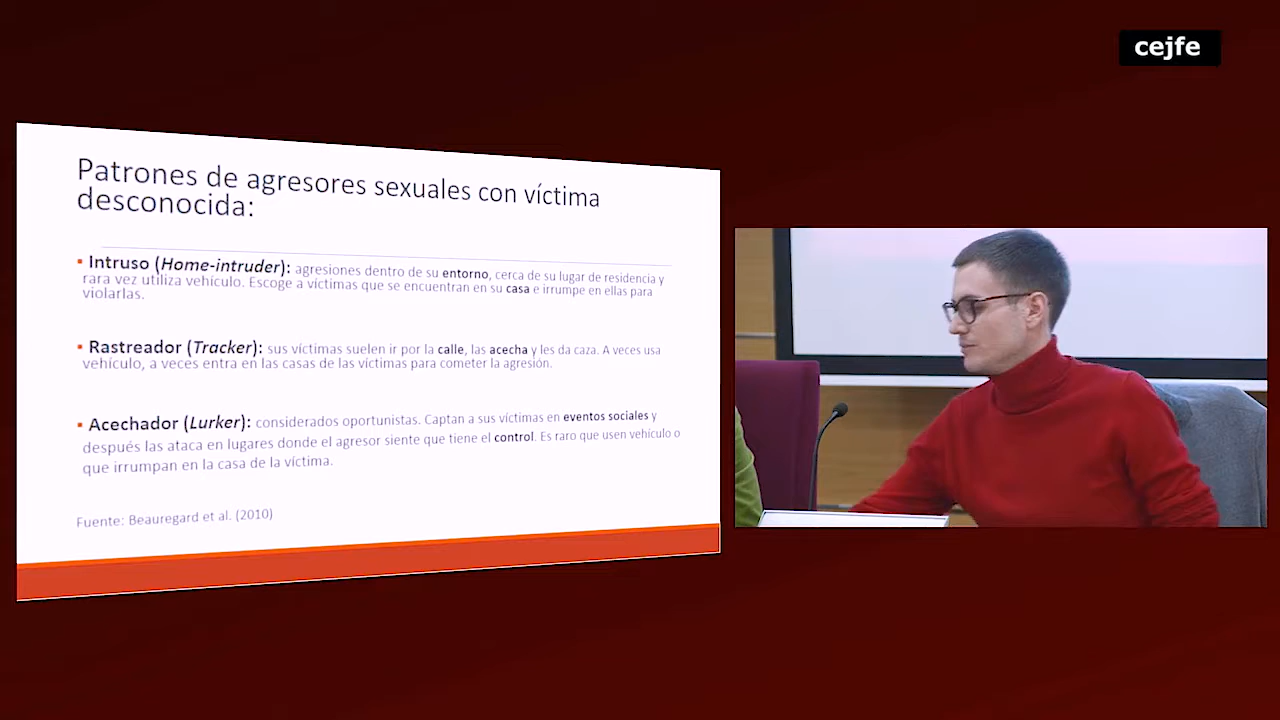 cejfe
Patrones de agresores sexuales con víctima
desconocida:
▪ Intruso (Home-intruder): agresiones dentro de su entorno, cerca de su lugar de residencia y
rara vez utiliza vehículo. Escoge a víctimas que se encuentran en su casa e irrumpe en ellas para
violarlas.
▪ Rastreador (Tracker): sus víctimas suelen ir por la calle, las acecha y les da caza. A veces usa
vehículo, a veces entra en las casas de las víctimas para cometer la agresión.
▪ Acechador (Lurker): considerados oportunistas. Captan a sus víctimas en eventos sociales y
después las ataca en lugares donde el agresor siente que tiene el control. Es raro que usen vehículo o
que irrumpan en la casa de la víctima.
Fuente: Beauregard et al. (2010)